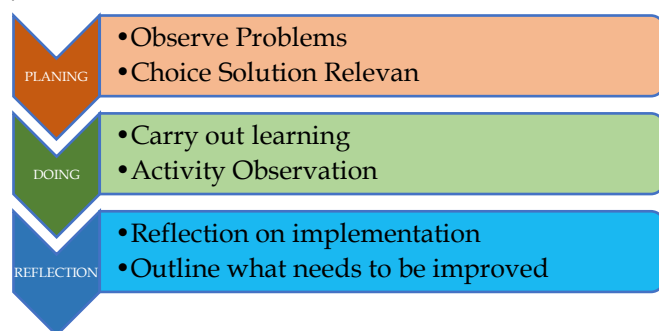 PLANING
•Observe Problems
•Choice Solution Relevan
DOING
•Carry out learning
•Activity Observation
REFLECTION
•Reflection on implementation
•Outline what needs to be improved